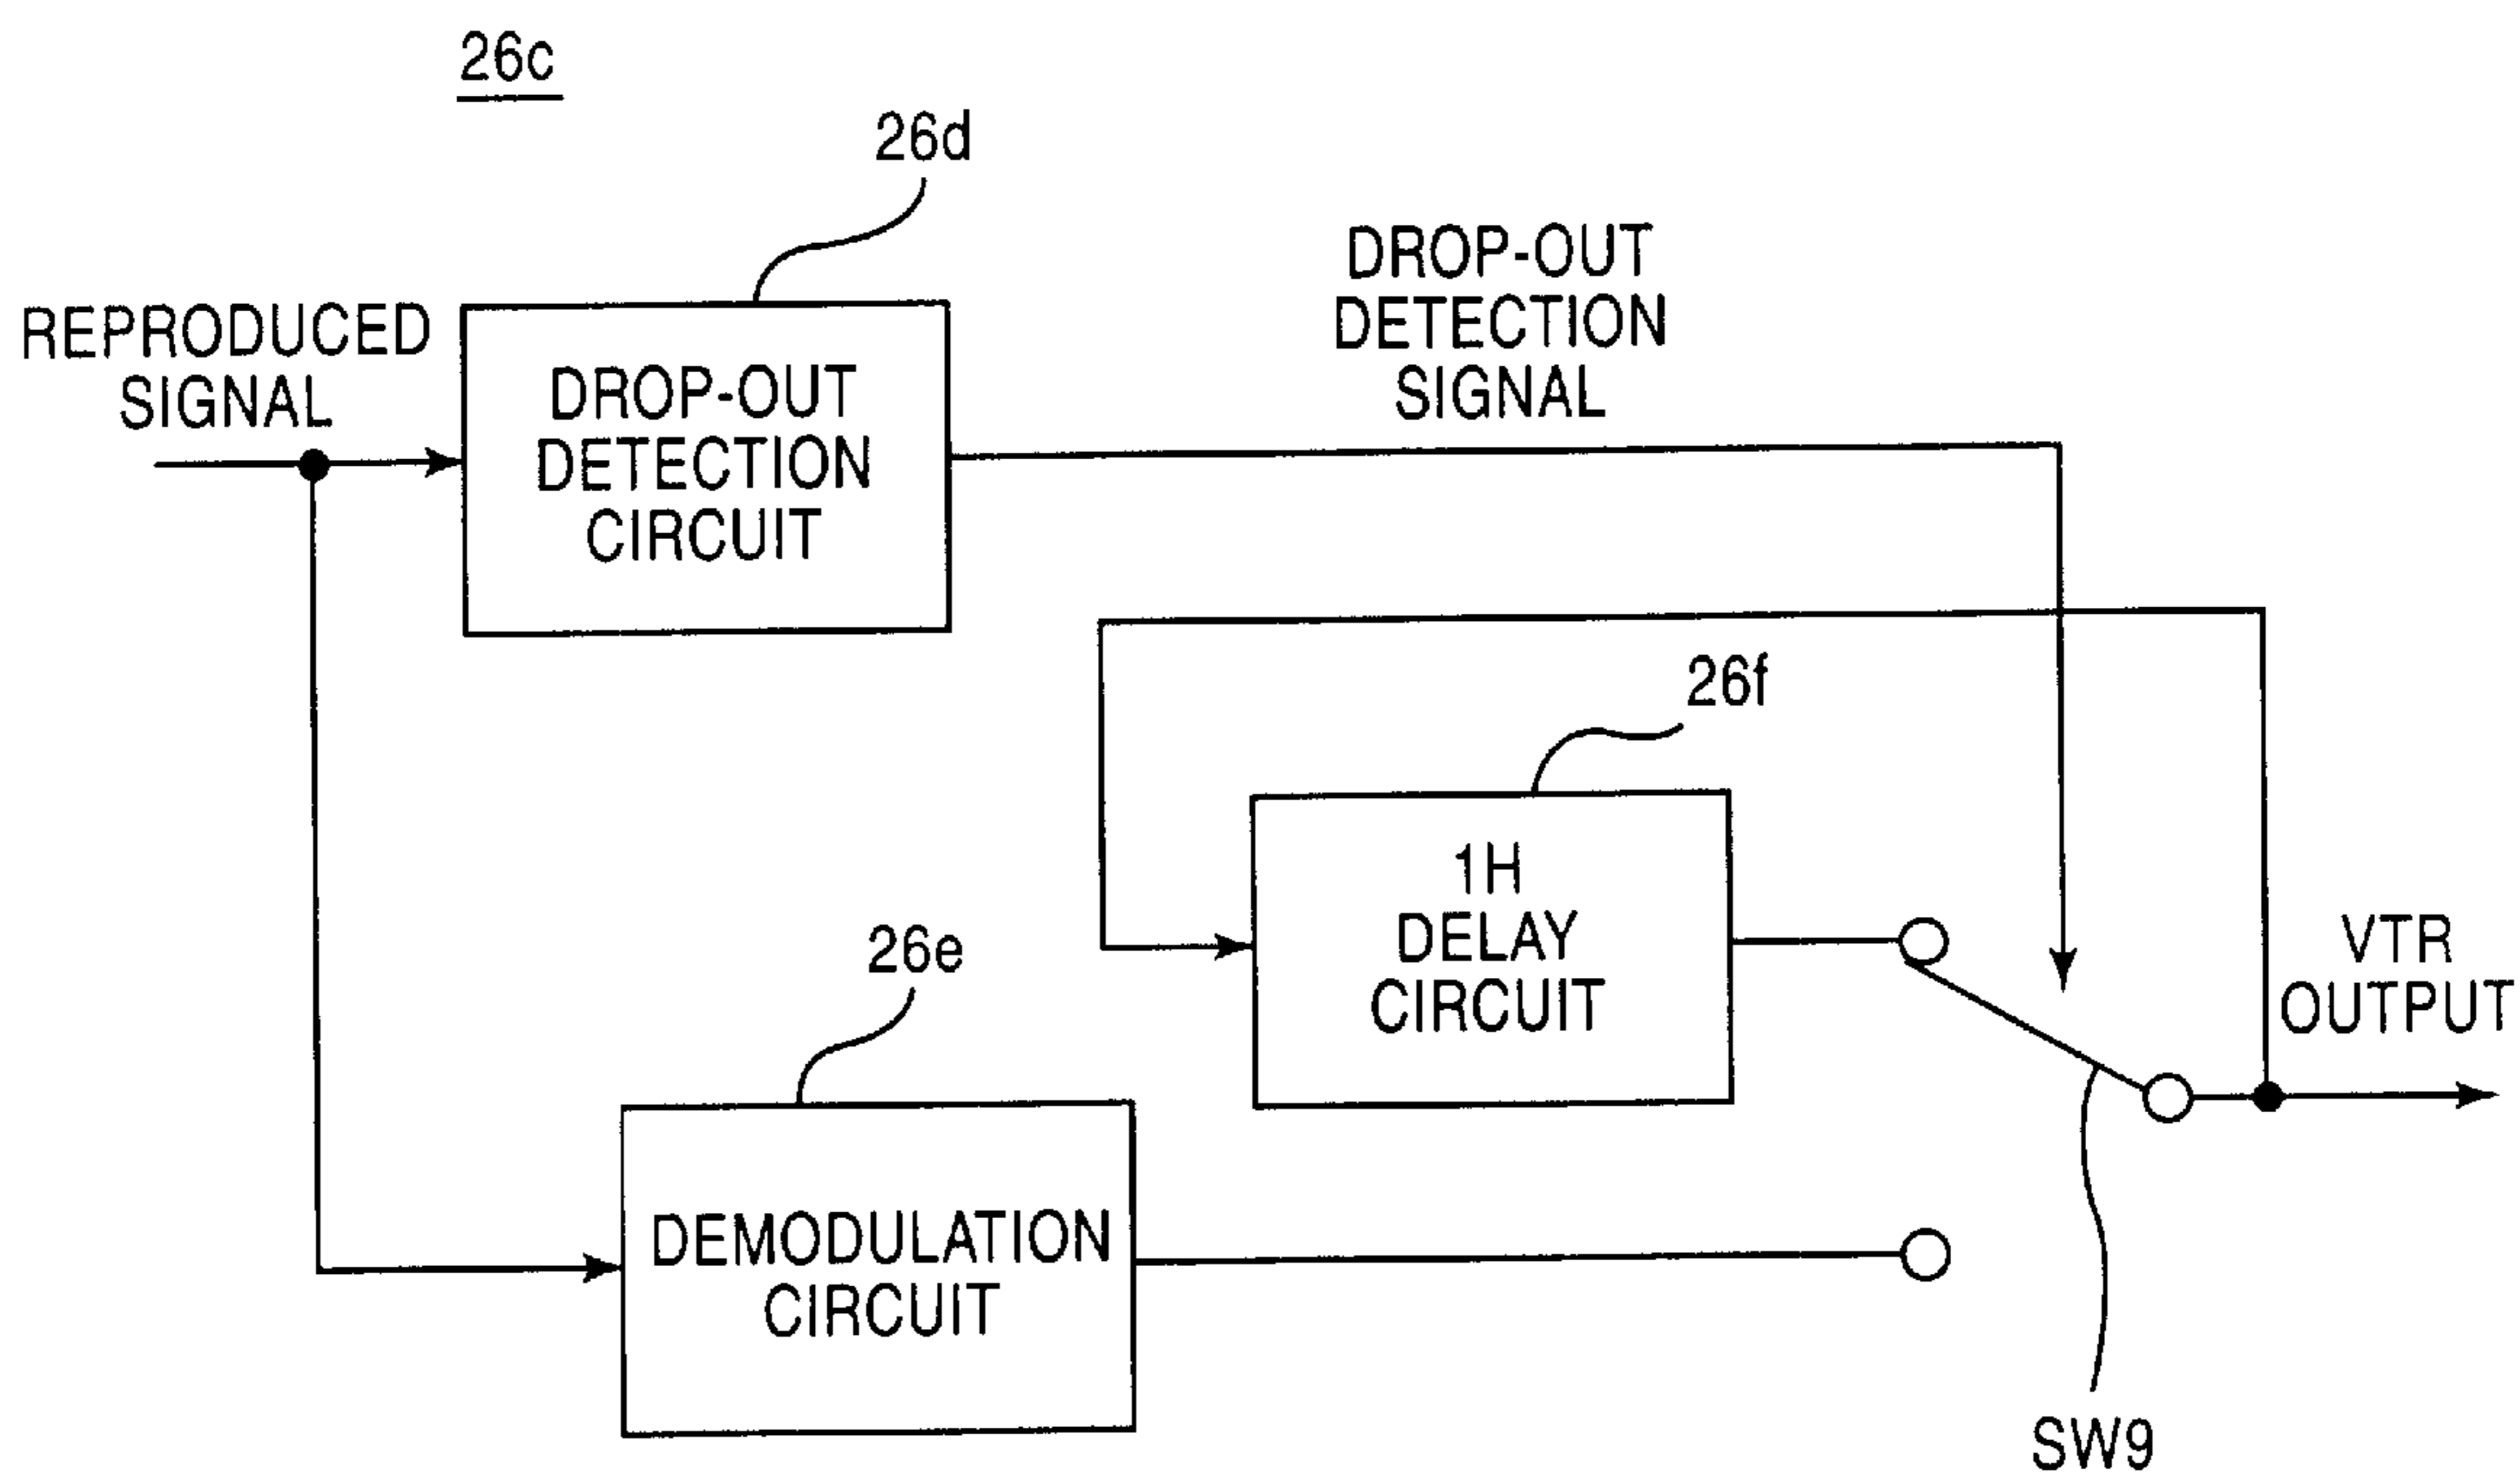 26c
26d
REPRODUCED
SIGNAL
DROP-OUT
DETECTION
CIRCUIT
DROP-OUT
DETECTION
SIGNAL
26f
1H
DELAY
CIRCUIT
VTR
OUTPUT
26e
DEMODULATION
CIRCUIT
SW9